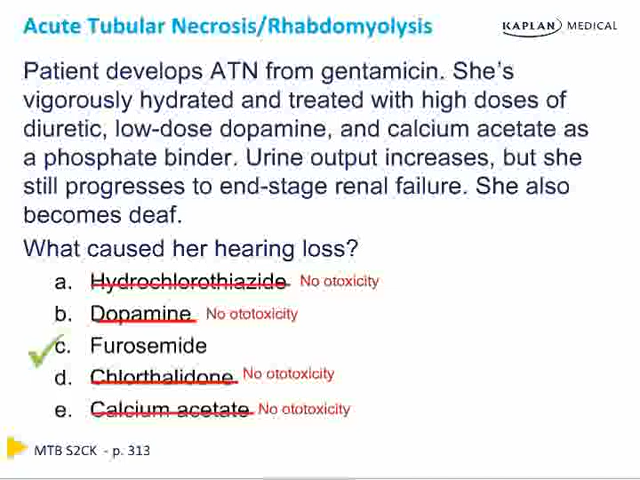 Acute Tubular Necrosis/Rhabdomyolysis
KAPLAN MEDICAL
Patient develops ATN from gentamicin. She's
vigorously hydrated and treated with high doses of
diuretic, low-dose dopamine, and calcium acetate as
a phosphate binder. Urine output increases, but she
still progresses to end-stage renal failure. She also
becomes deaf.
What caused her hearing loss?
a. Hydrochlorothiazide No otoxicity
b. Dopamine No ototoxicity
c. Furosemide
d. Chlorthalidone No ototoxicity
e. Calcium acetate No ototoxicity
MTB S2CK - p. 313